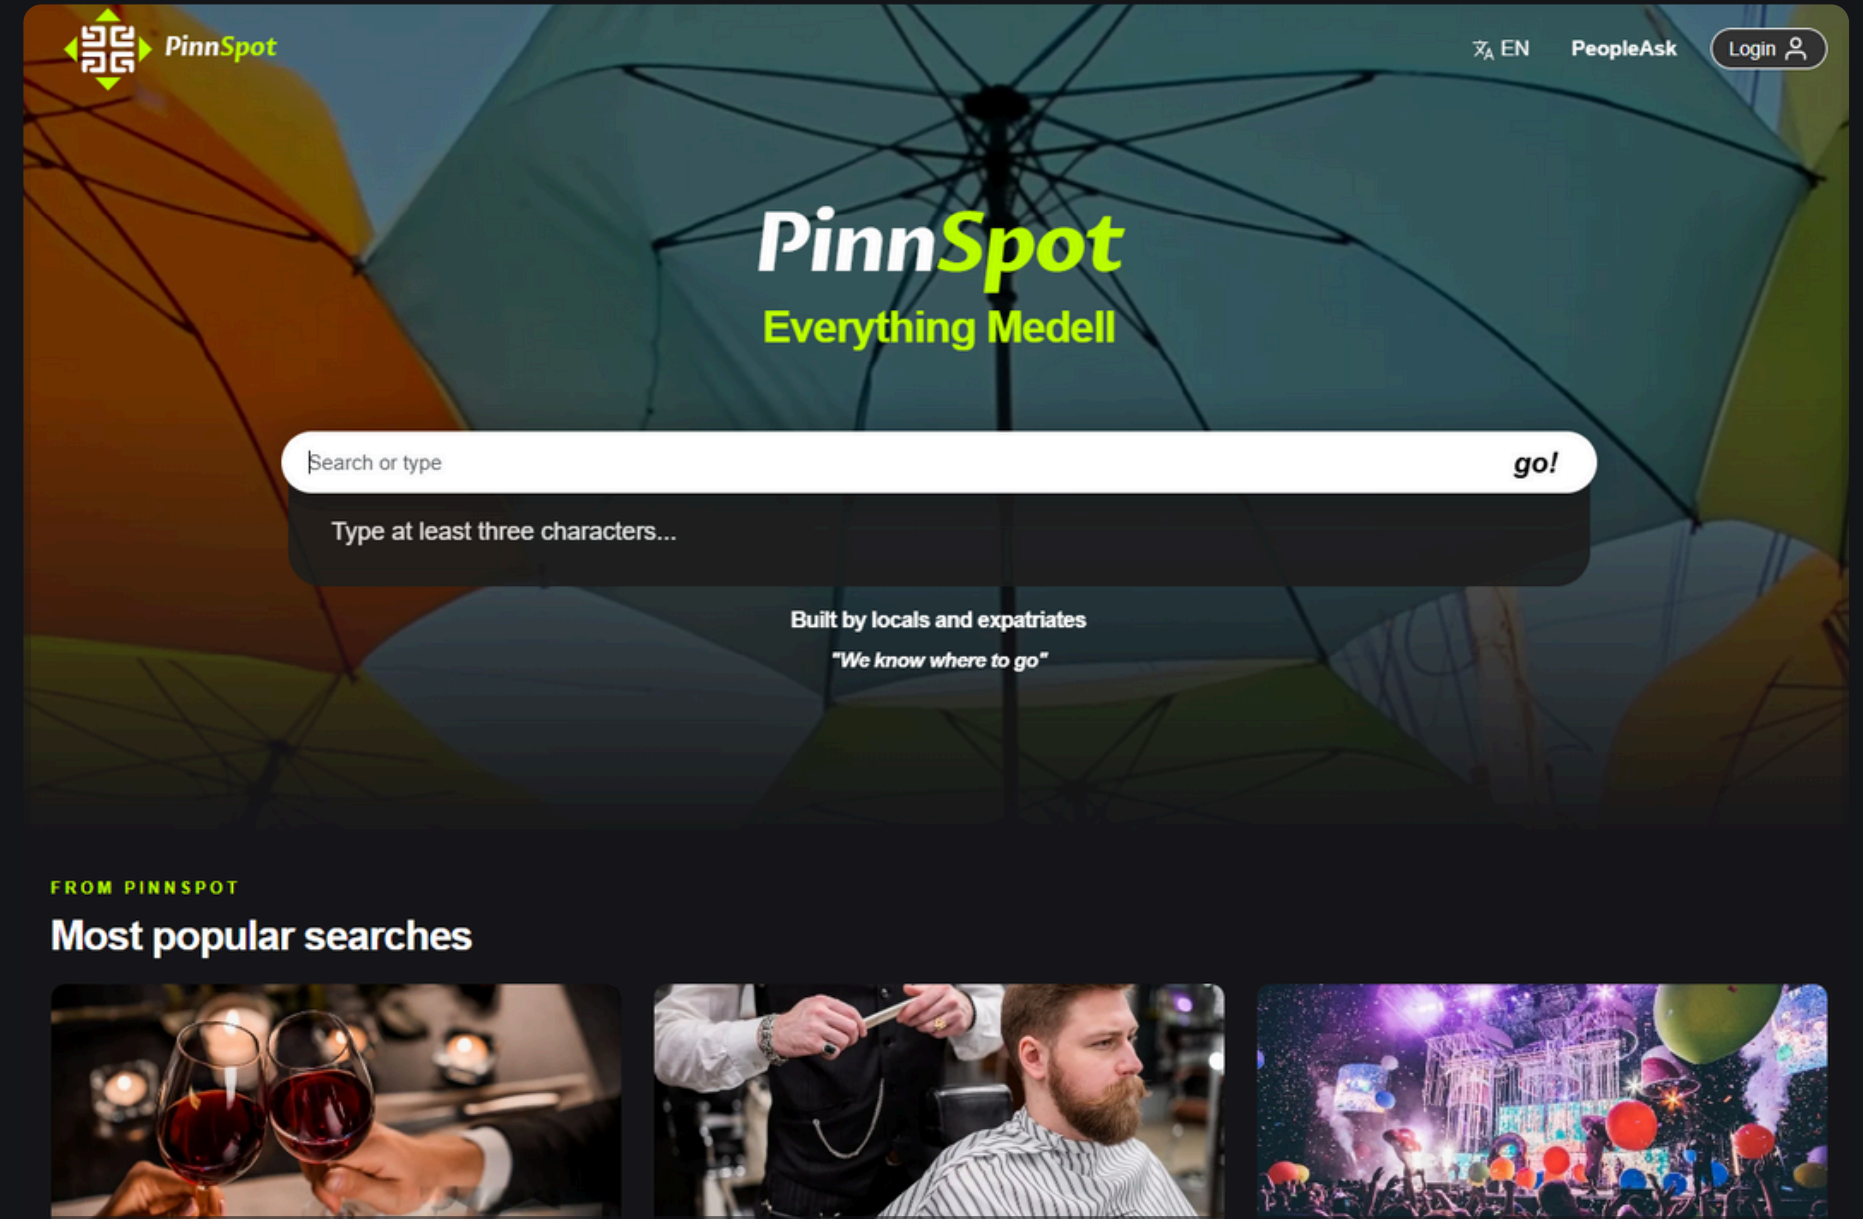 PinnSpot
EN
PeopleAsk
Login
PinnSpot
Everything Medell
Search or type
go!
Type at least three characters...
Built by locals and expatriates
"We know where to go"
FROM PINNSPOT
Most popular searches